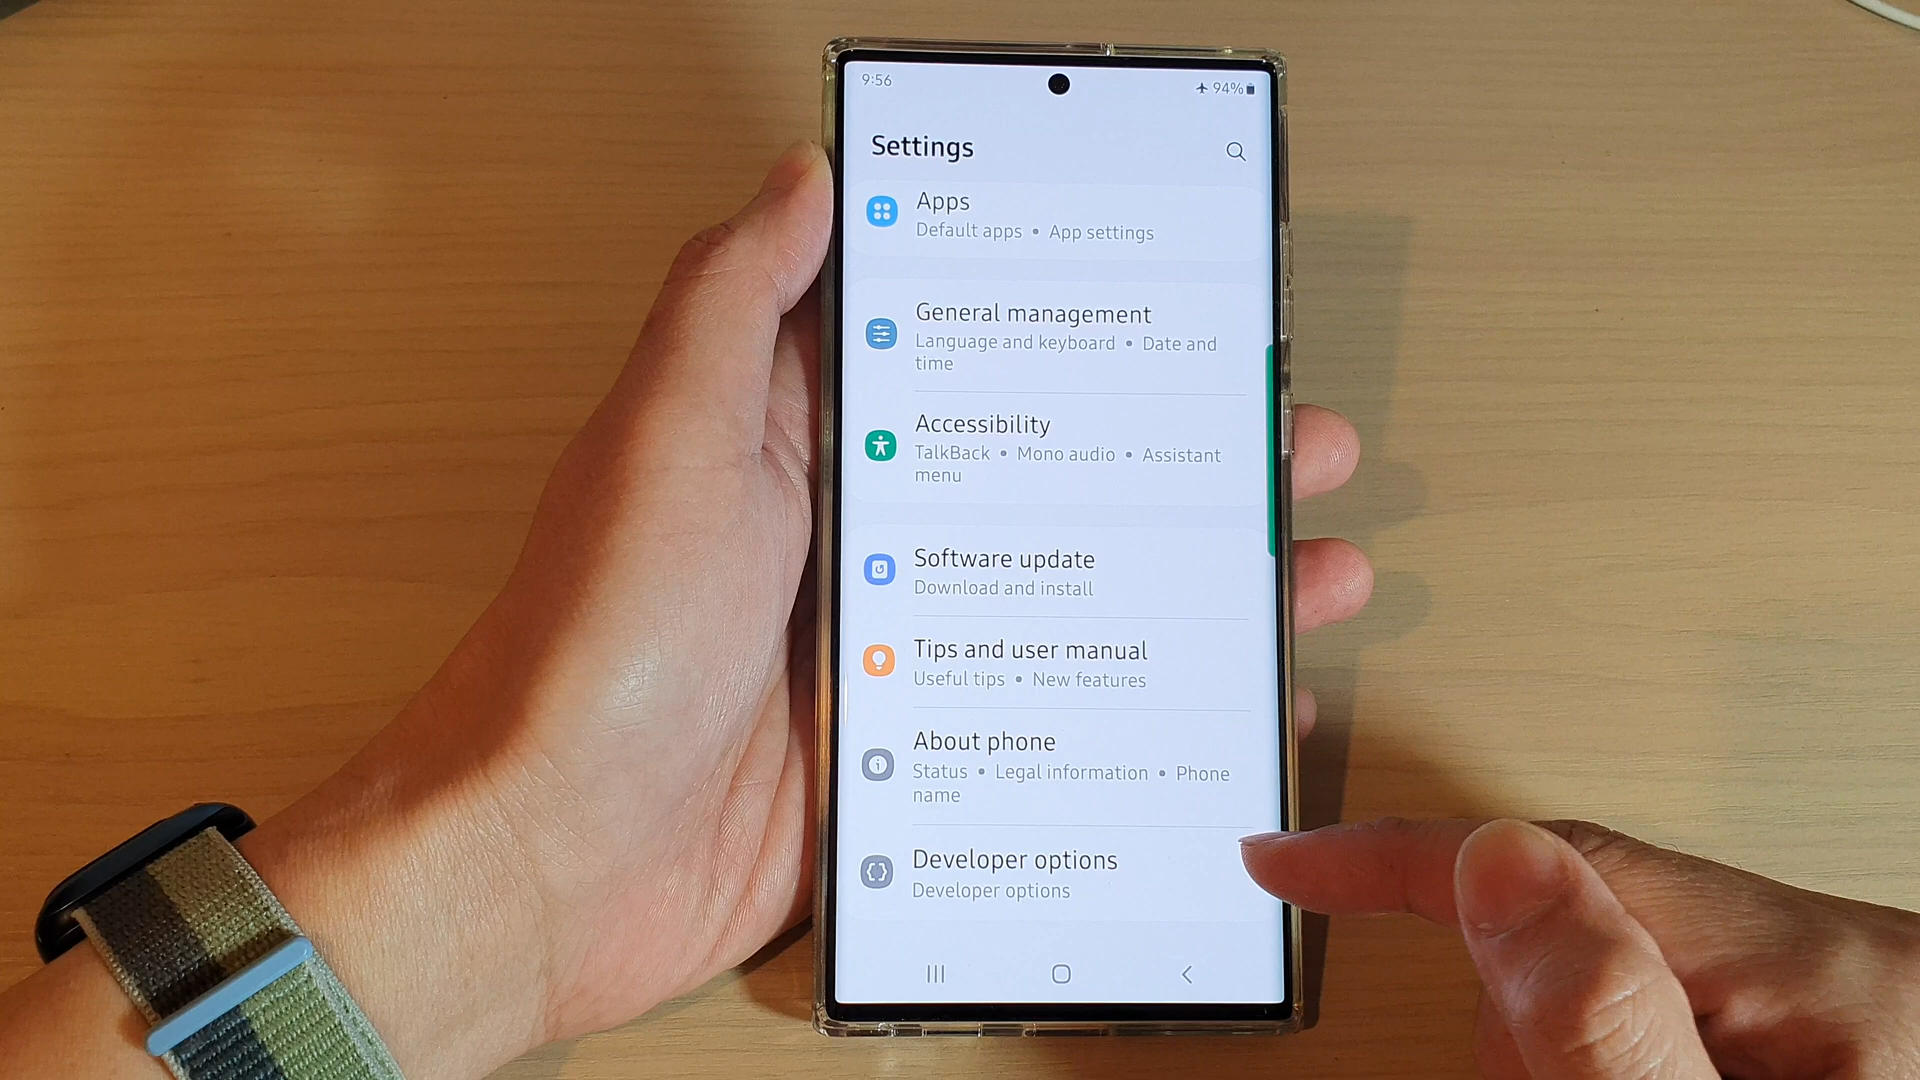 9:56
94%
Settings
Apps
Default apps • App settings
General management
Language and keyboard • Date and
time
Accessibility
TalkBack • Mono audio • Assistant
menu
Software update
Download and install
Tips and user manual
Useful tips • New features
About phone
Status • Legal information • Phone
name
Developer options
Developer options